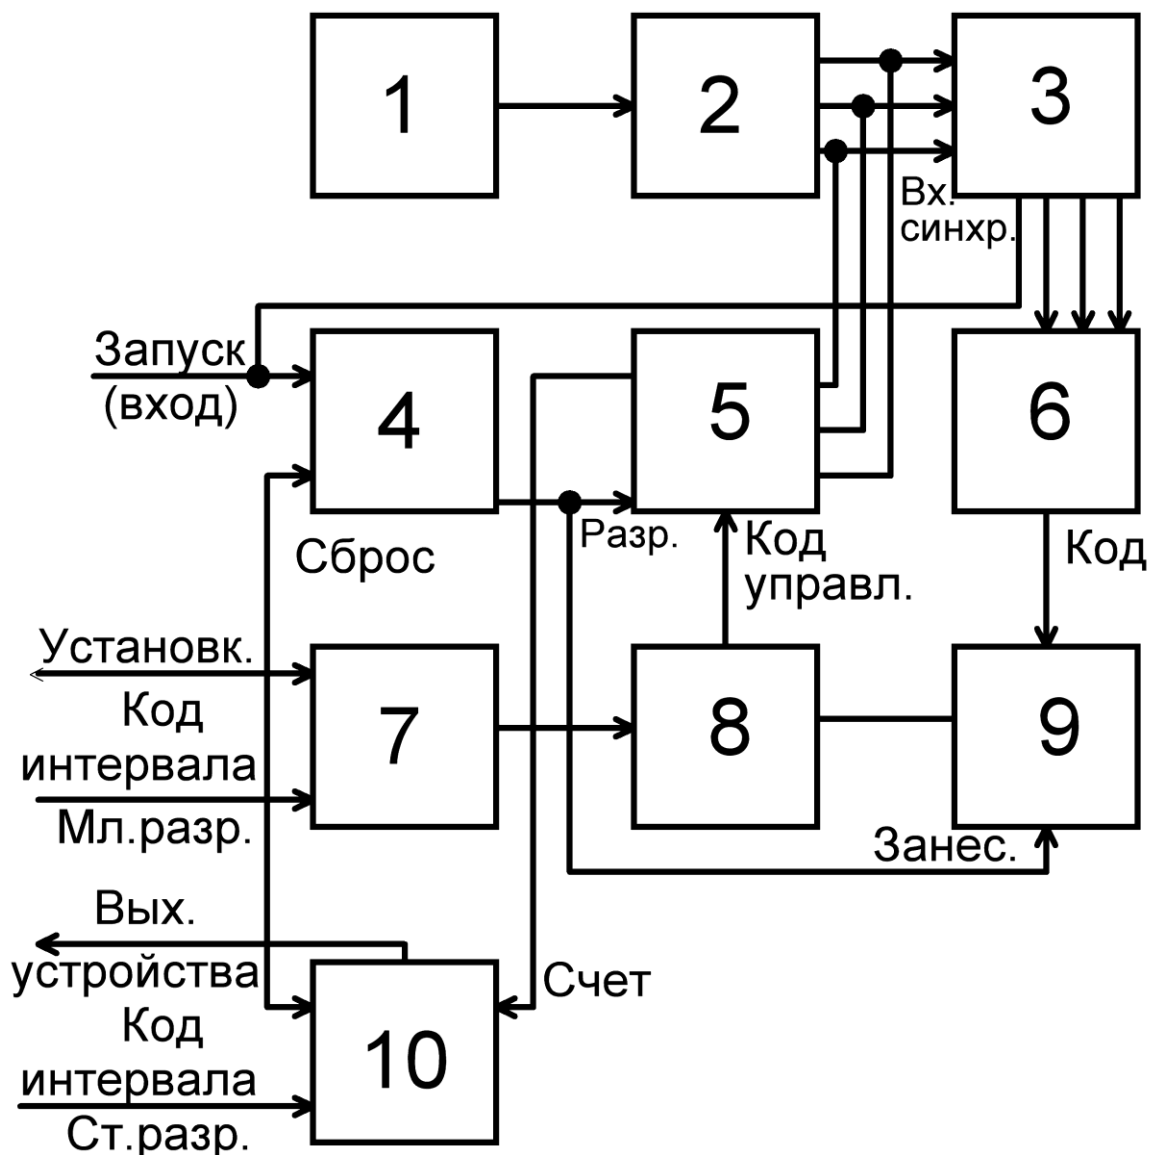 1
2
3
Вх.
синхр.
Запуск
(вход)
4
5
6
Сброс
Разр.
Код
управл.
Код
Установк.
Код
интервала
Мл.разр.
7
8
9
Занес.
Вых.
устройства
Счет
Код
интервала
Ст.разр.
10